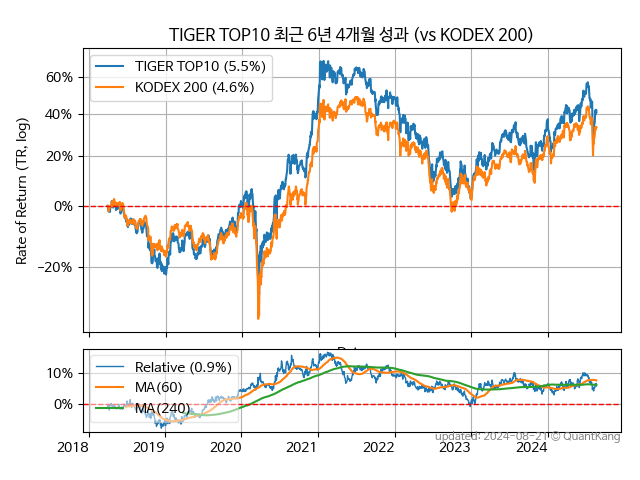 TIGER TOP10 최근 6년 4개월 성과 (vs KODEX 200)
TIGER TOP10 (5.5%)
KODEX 200 (4.6%)
60%
40%
20%
0%
−20%
Rate of Return (TR, log)
Relative (0.9%)
MA(60)
MA(240)
10%
0%
2018 2019 2020 2021 2022 2023 2024
updated: 2024-08-21 © QuantKang